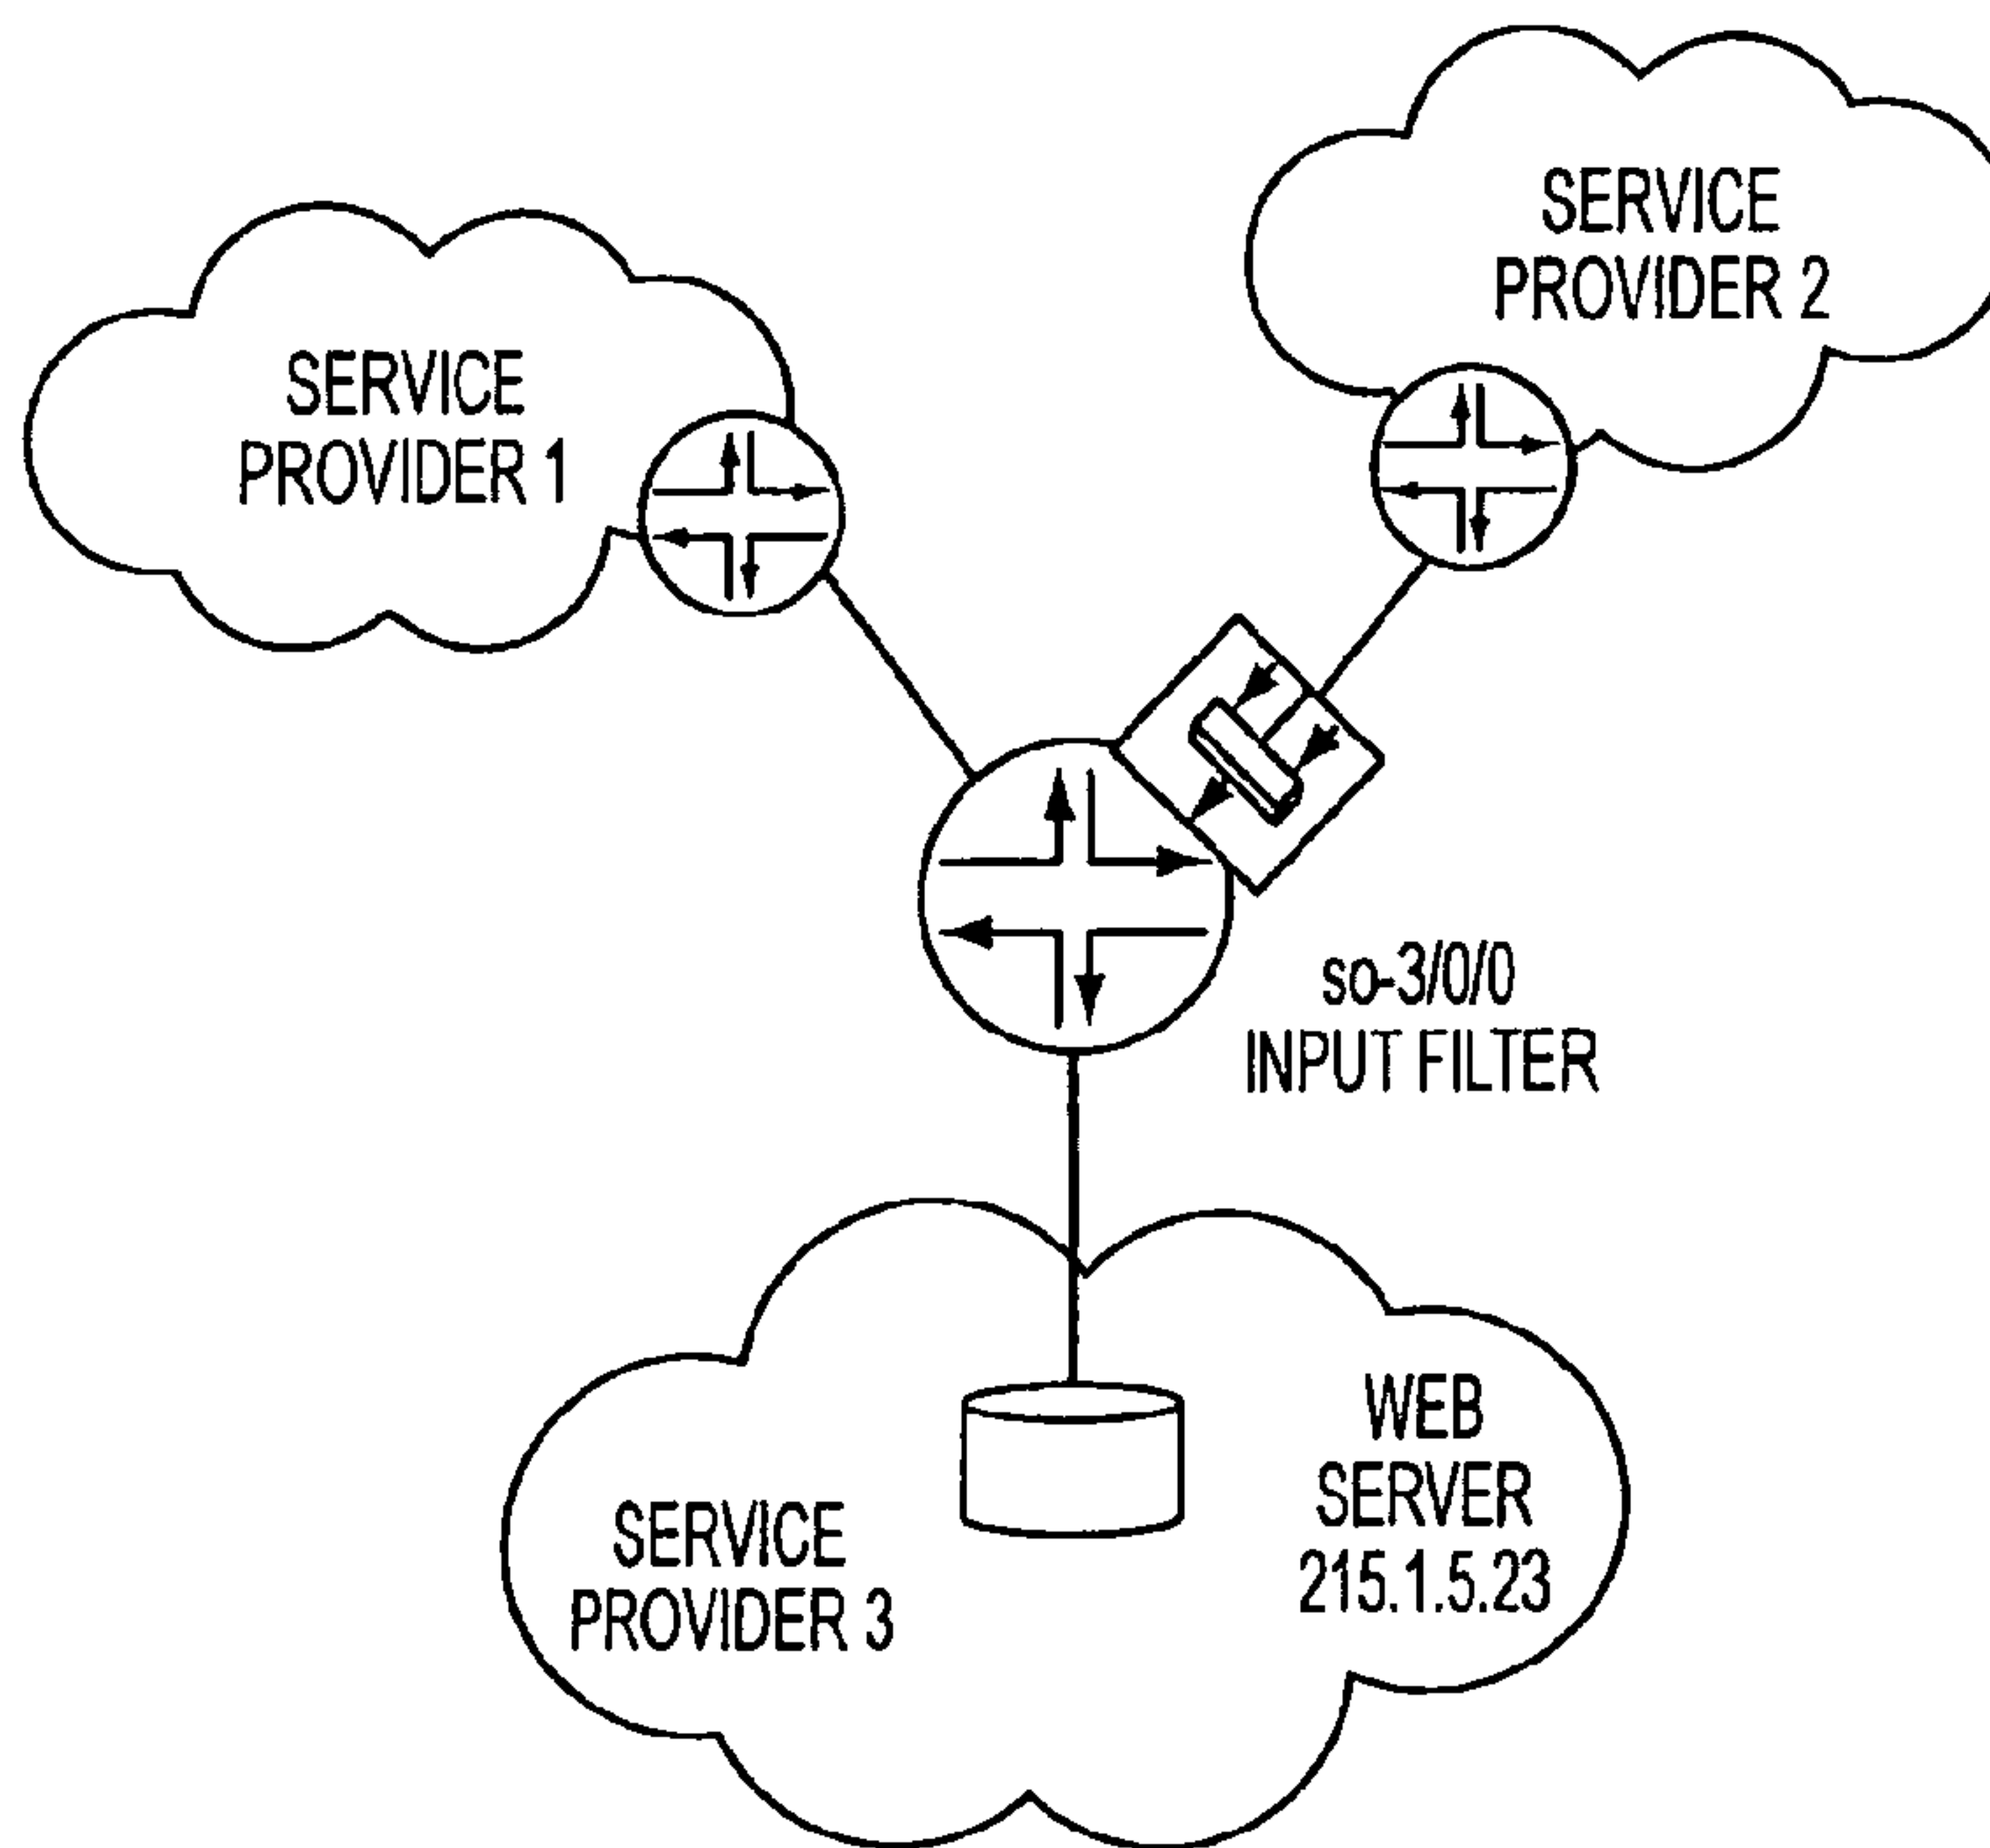 SERVICE
PROVIDER 1
SERVICE
PROVIDER 2
so-3/0/0
INPUT FILTER
SERVICE
PROVIDER 3
WEB
SERVER
215.1.5.23